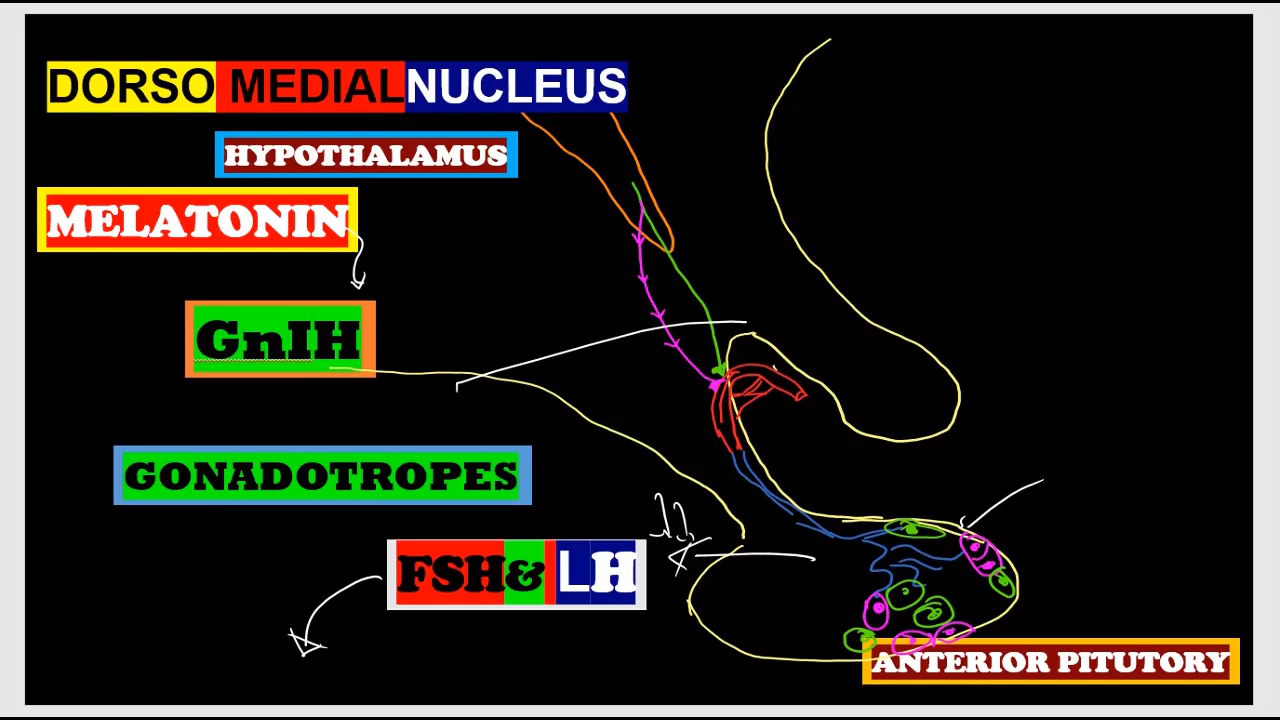 DORSO MEDIAL NUCLEUS
HYPOTHALAMUS
MELATONIN
GnIH
GONADOTROPES
FSH& LH
ANTERIOR PITUTORY